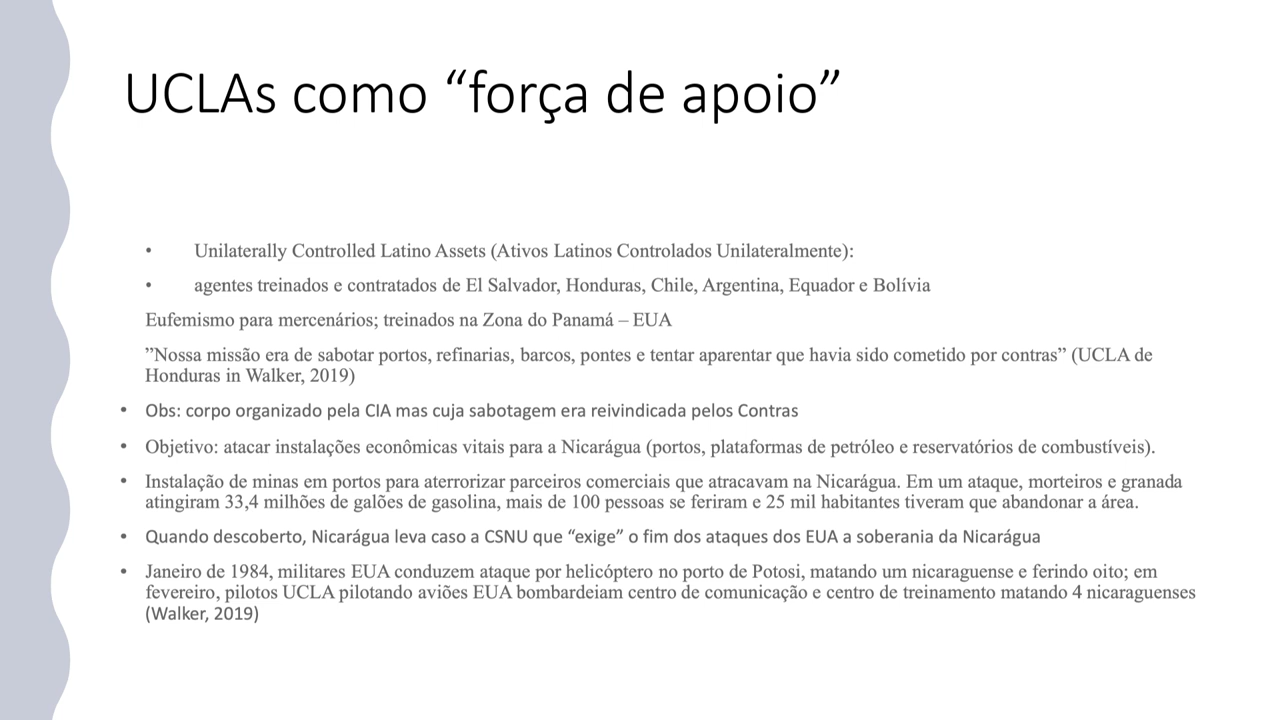 UCLAs como “força de apoio”
• Unilaterally Controlled Latino Assets (Ativos Latinos Controlados Unilateralmente):
• agentes treinados e contratados de El Salvador, Honduras, Chile, Argentina, Equador e Bolívia
Eufemismo para mercenários; treinados na Zona do Panamá – EUA
”Nossa missão era de sabotar portos, refinarias, barcos, pontes e tentar aparentar que havia sido cometido por contras” (UCLA de
Honduras in Walker, 2019)
• Obs: corpo organizado pela CIA mas cuja sabotagem era reivindicada pelos Contras
• Objetivo: atacar instalações econômicas vitais para a Nicarágua (portos, plataformas de petróleo e reservatórios de combustíveis).
• Instalação de minas em portos para aterrorizar parceiros comerciais que atracavam na Nicarágua. Em um ataque, morteiros e granada
atingiram 33,4 milhões de galões de gasolina, mais de 100 pessoas se feriram e 25 mil habitantes tiveram que abandonar a área.
• Quando descoberto, Nicarágua leva caso a CSNU que “exige” o fim dos ataques dos EUA a soberania da Nicarágua
• Janeiro de 1984, militares EUA conduzem ataque por helicóptero no porto de Potosi, matando um nicaraguense e ferindo oito; em
fevereiro, pilotos UCLA pilotando aviões EUA bombardeiam centro de comunicação e centro de treinamento matando 4 nicaraguenses
(Walker, 2019)